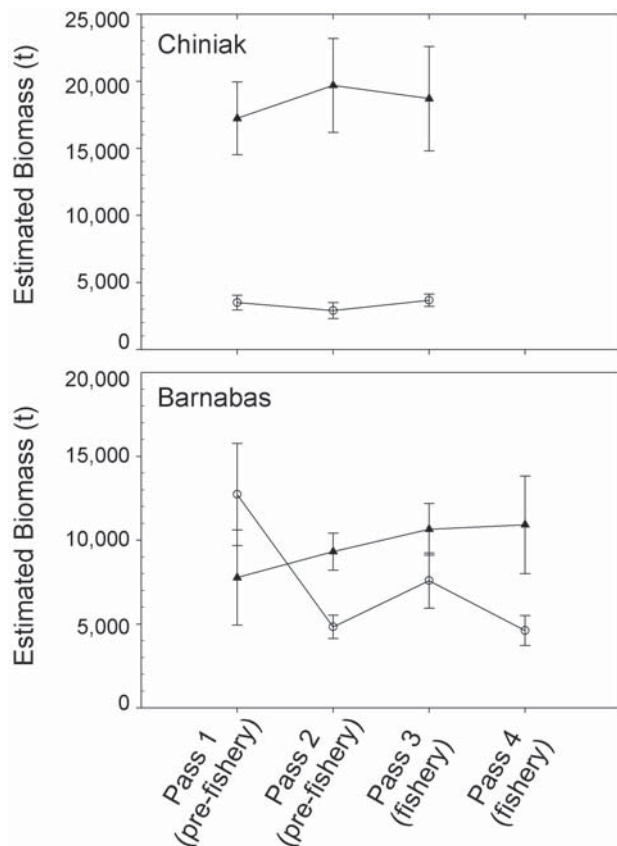 Estimated Biomass (t)
Chiniak
25,000
20,000
15,000
10,000
5,000
0
Estimated Biomass (t)
Barnabas
20,000
15,000
10,000
5,000
0
Pass 1
(pre-fishery)
Pass 2
(pre-fishery)
Pass 3
(fishery)
Pass 4
(fishery)